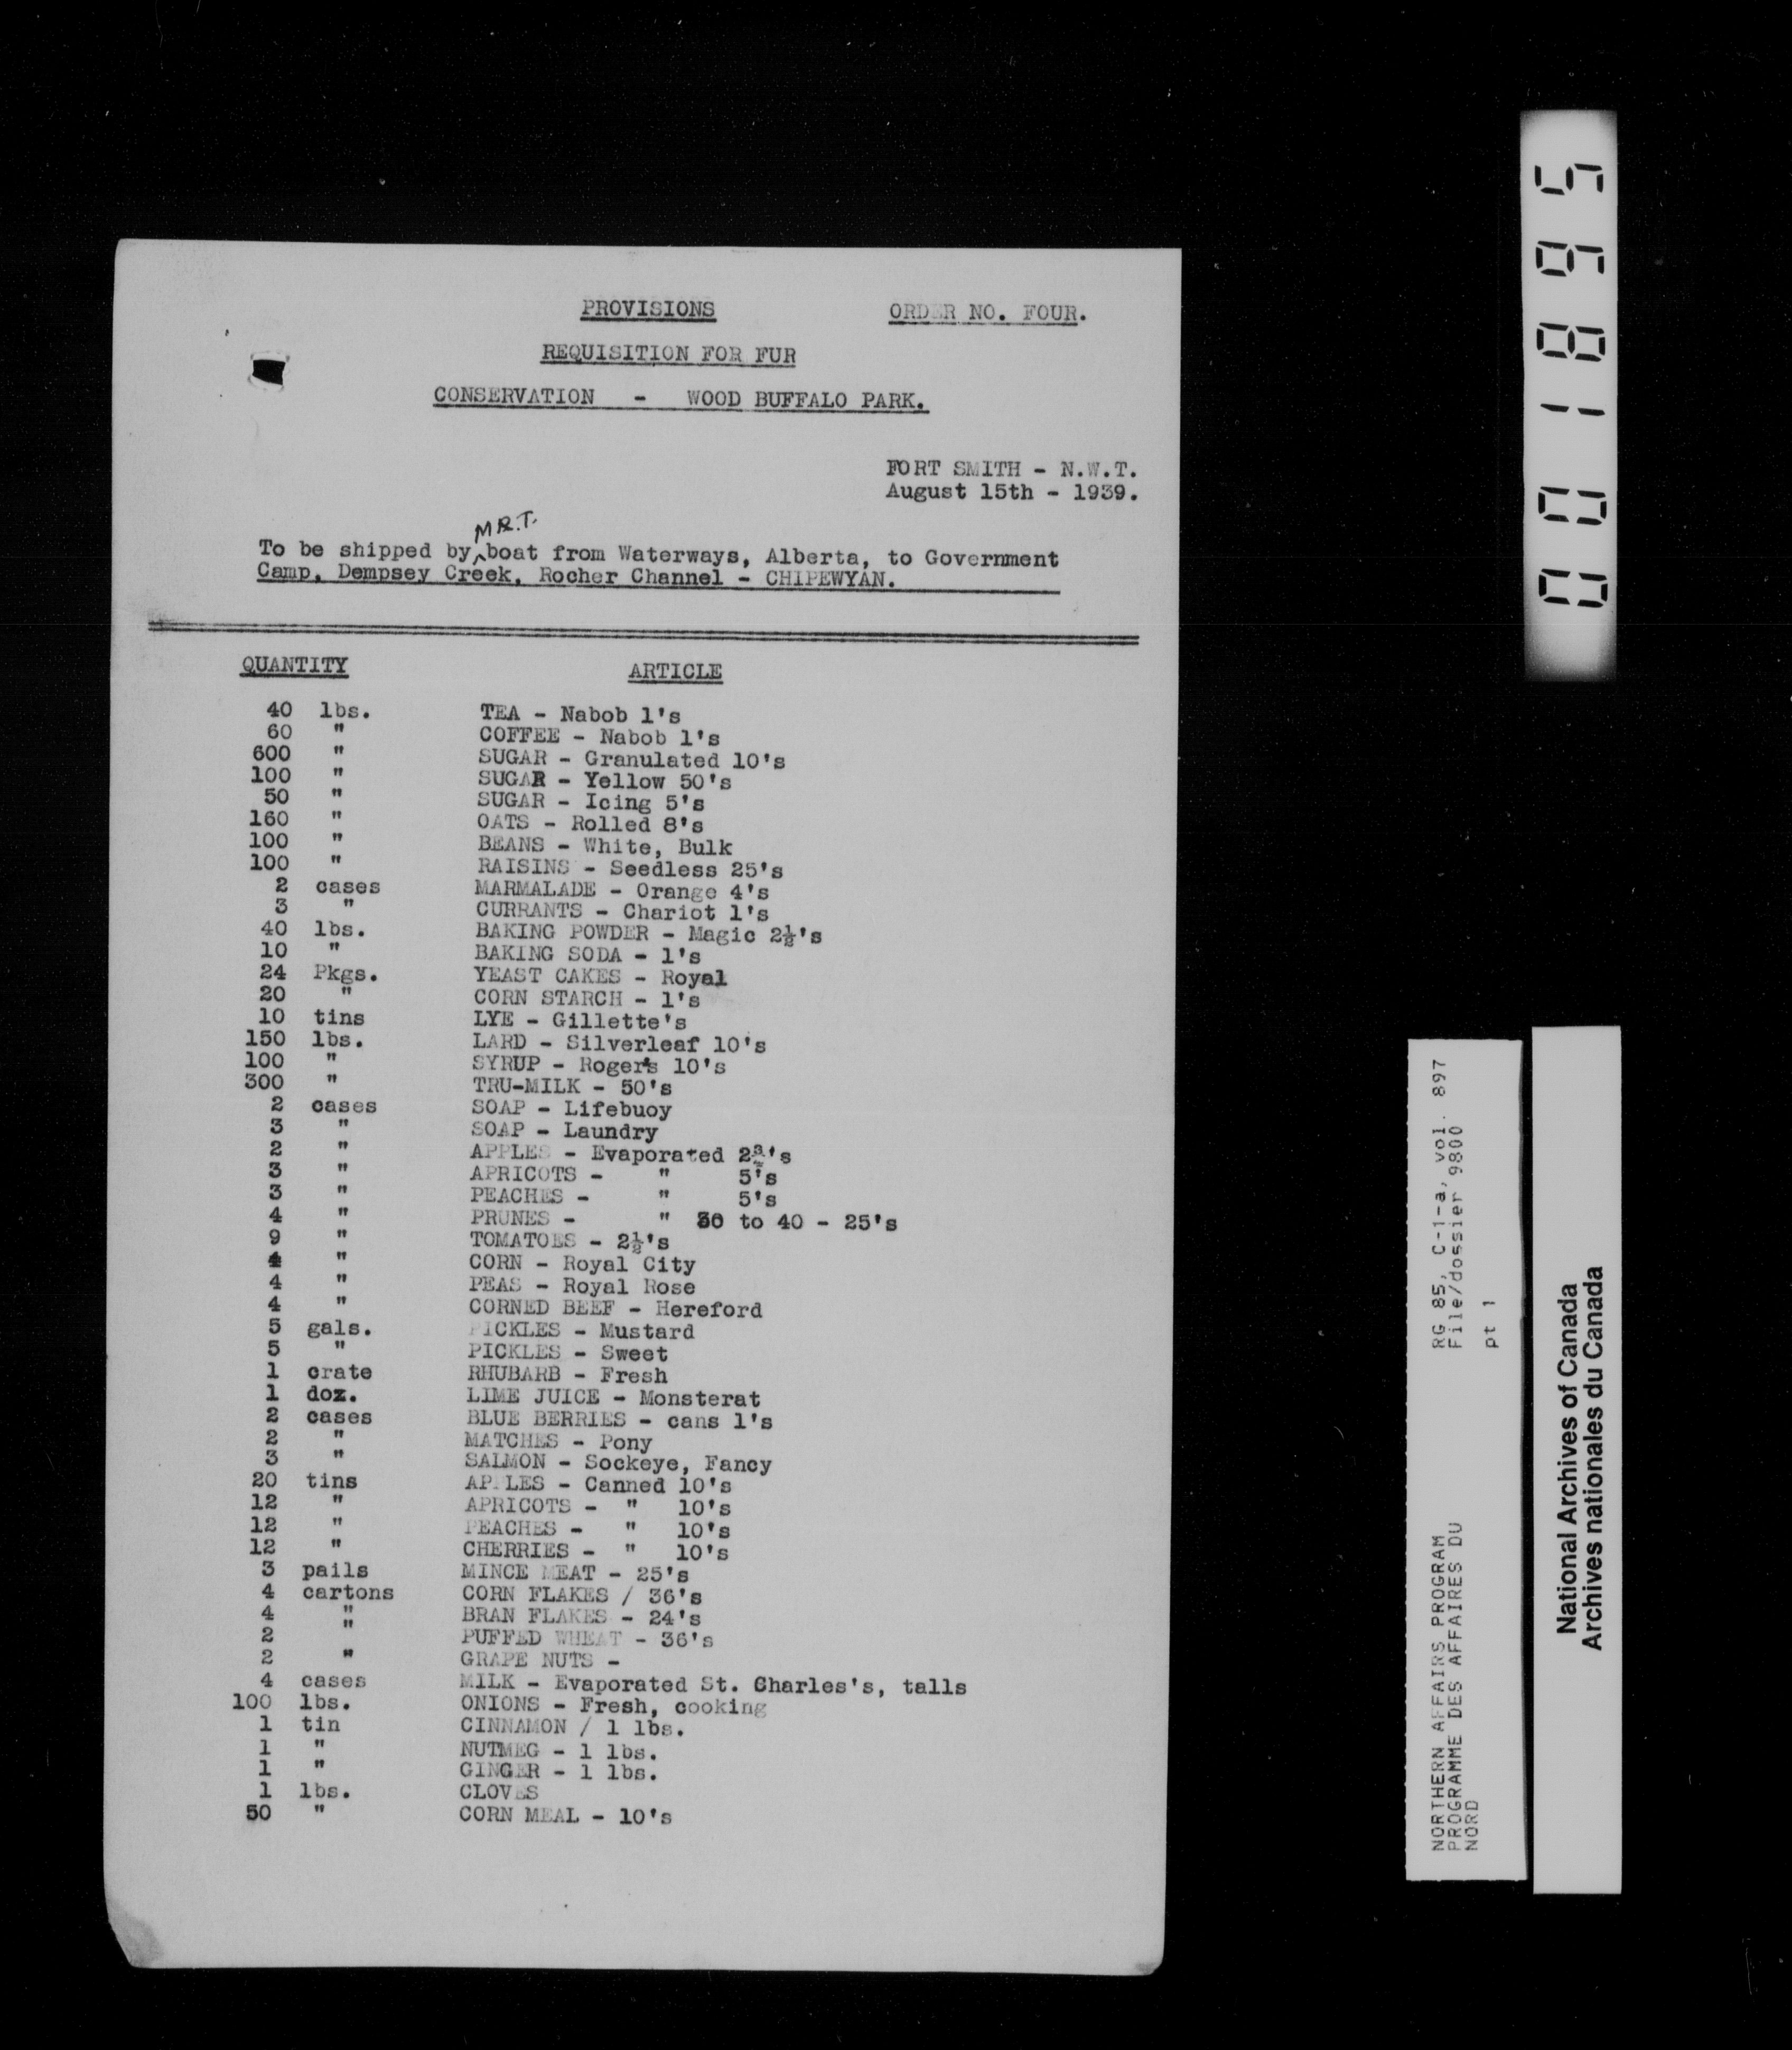 PROVISIONS ORDER NO. FOUR.
REQUISITION FOR FUR
CONSERVATION - WOOD BUFFALO PARK.
FORT SMITH - N.W.T.
August 15th - 1939.
M.R.T.
To be shipped by ^ boat from Waterways, Alberta, to Government
Camp, Dempsey Creek, Rocher Channel - CHIPEWYAN.
QUANTITY ARTICLE
40 lbs. TEA - Nabob 1's
60 " COFFEE - Nabob 1's
600 " SUGAR - Granulated 10's
100 " SUGAR - Yellow 50's
50 " SUGAR - Icing 5's
160 " OATS - Rolled 8's
100 " BEANS - White, Bulk
100 " RAISINS - Seedless 25's
2 cases MARMALADE - Orange 4's
3 " CURRANTS - Chariot 1's
40 lbs. BAKING POWDER - Magic 2½'s
10 " BAKING SODA - 1's
24 Pkgs. YEAST CAKES - Royal
20 " CORN STARCH - 1's
10 tins LYE - Gillette's
150 lbs. LARD - Silverleaf 10's
100 " SYRUP - Roger's 10's
300 " TRU-MILK - 50's
2 cases SOAP - Lifebuoy
3 " SOAP - Laundry
2 " APPLES - Evaporated 2¾'s
3 " APRICOTS - " 5's
3 " PEACHES - " 5's
4 " PRUNES - " 30 to 40 - 25's
9 " TOMATOES - 2½'s
4 " CORN - Royal City
4 " PEAS - Royal Rose
4 " CORNED BEEF - Hereford
5 gals. PICKLES - Mustard
5 " PICKLES - Sweet
1 crate RHUBARB - Fresh
1 doz. LIME JUICE - Monsterat
2 cases BLUE BERRIES - cans 1's
2 " MATCHES - Pony
3 " SALMON - Sockeye, Fancy
20 tins APPLES - Canned 10's
12 " APRICOTS - " 10's
12 " PEACHES - " 10's
12 " CHERRIES - " 10's
3 pails MINCE MEAT - 25's
4 cartons CORN FLAKES / 36's
4 " BRAN FLAKES - 24's
2 " PUFFED WHEAT - 36's
2 " GRAPE NUTS -
4 cases MILK - Evaporated St. Charles's, talls
100 lbs. ONIONS - Fresh, cooking
1 tin CINNAMON / 1 lbs.
1 " NUTMEG - 1 lbs.
1 " GINGER - 1 lbs.
1 lbs. CLOVES
50 " CORN MEAL - 10's
001895
RG 85, C-1-a, vol. 897
File/dossier 9800
pt 1
NORTHERN AFFAIRS PROGRAM
PROGRAMME DES AFFAIRES DU
NORD
National Archives of Canada
Archives nationales du Canada